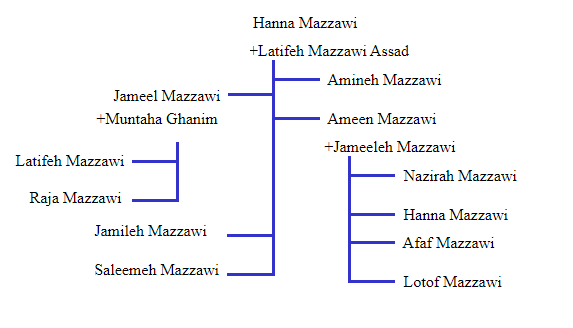 Hanna Mazzawi
+Latifeh Mazzawi Assad
Amineh Mazzawi
Jameel Mazzawi
+Muntaha Ghanim
Ameen Mazzawi
+Jameeleh Mazzawi
Latifeh Mazzawi
Nazirah Mazzawi
Raja Mazzawi
Hanna Mazzawi
Jamileh Mazzawi
Afaf Mazzawi
Saleemeh Mazzawi
Lotof Mazzawi